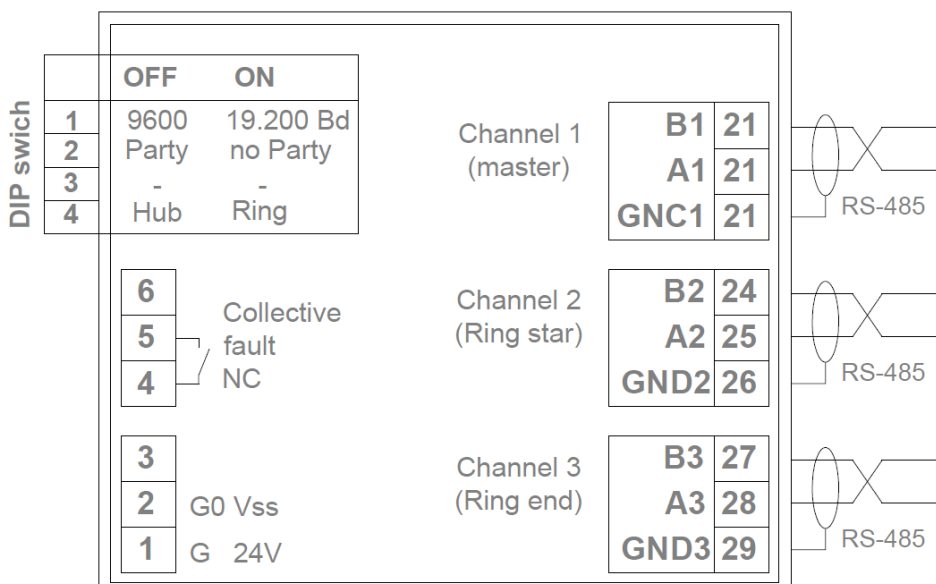 DIP swich
OFF ON
1 9600 19.200 Bd
2 Party no Party
3 - -
4 Hub Ring
6
5
4
Collective
fault
NC
3
2 G0 Vss
1 G 24V
Channel 1
(master)
B1 21
A1 21
GNC1 21
RS-485
Channel 2
(Ring star)
B2 24
A2 25
GND2 26
RS-485
Channel 3
(Ring end)
B3 27
A3 28
GND3 29
RS-485